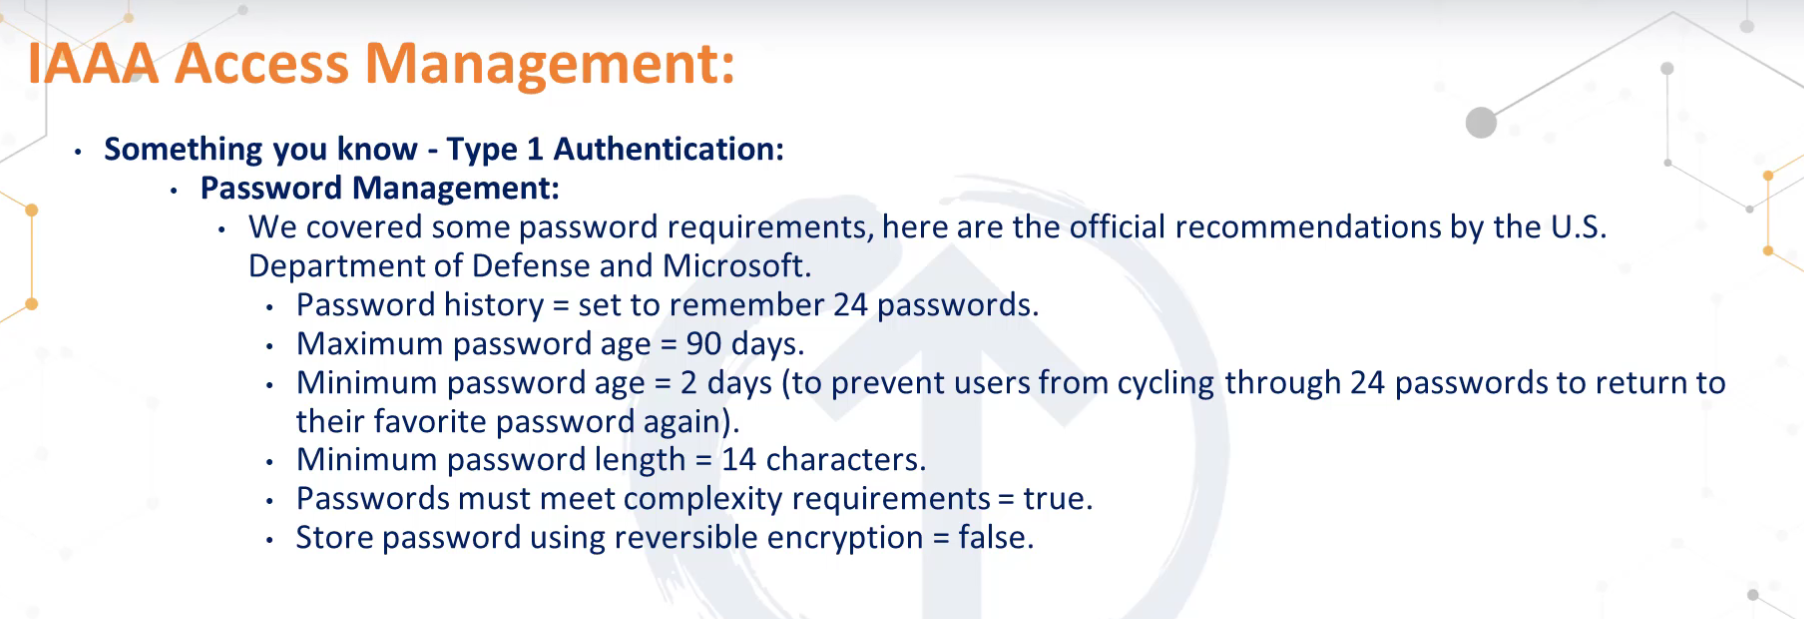 IAAA Access Management:
• Something you know - Type 1 Authentication:
• Password Management:
• We covered some password requirements, here are the official recommendations by the U.S.
Department of Defense and Microsoft.
• Password history = set to remember 24 passwords.
• Maximum password age = 90 days.
• Minimum password age = 2 days (to prevent users from cycling through 24 passwords to return to
their favorite password again).
• Minimum password length = 14 characters.
• Passwords must meet complexity requirements = true.
• Store password using reversible encryption = false.